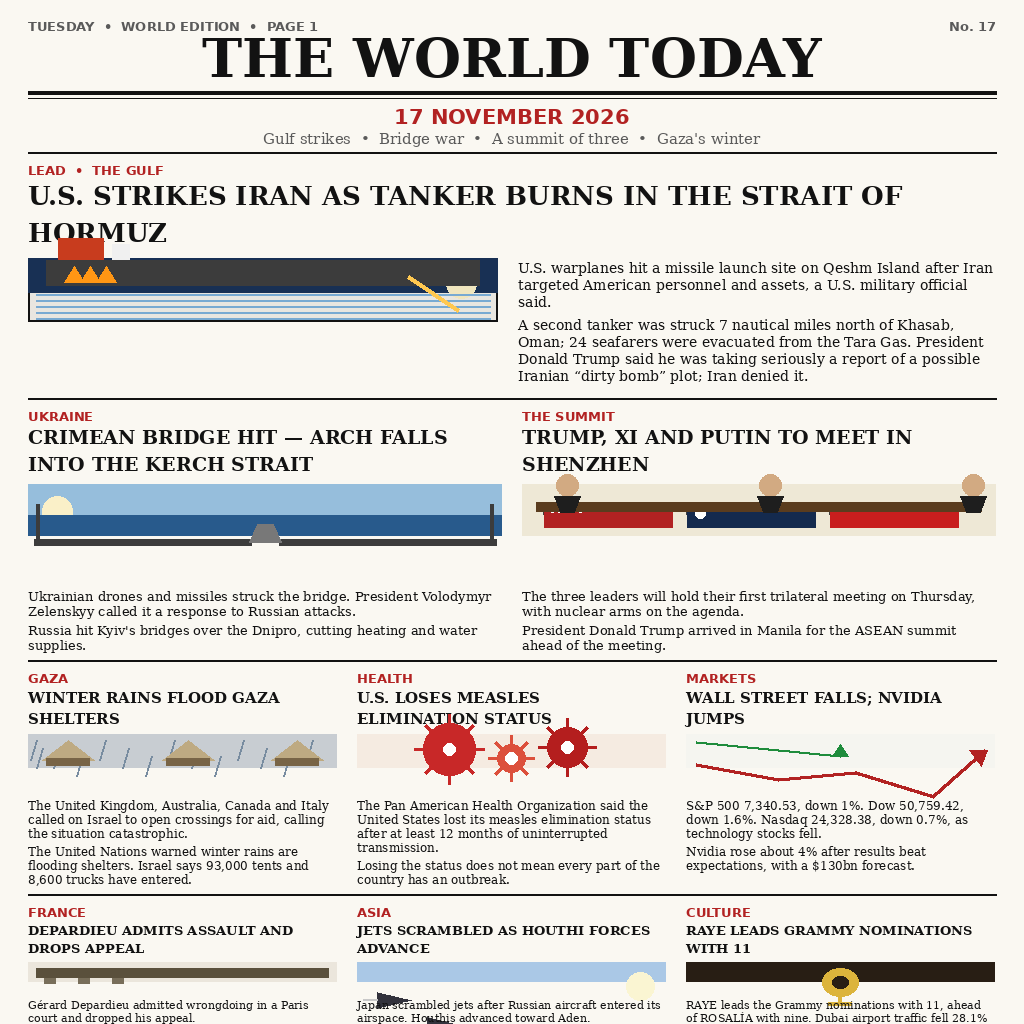 TUESDAY • WORLD EDITION • PAGE 1
No. 17
THE WORLD TODAY
17 NOVEMBER 2026
Gulf strikes • Bridge war • A summit of three • Gaza's winter
LEAD • THE GULF
U.S. STRIKES IRAN AS TANKER BURNS IN THE STRAIT OF
HORMUZ
U.S. warplanes hit a missile launch site on Qeshm Island after Iran
targeted American personnel and assets, a U.S. military official
said.
A second tanker was struck 7 nautical miles north of Khasab,
Oman; 24 seafarers were evacuated from the Tara Gas. President
Donald Trump said he was taking seriously a report of a possible
Iranian “dirty bomb” plot; Iran denied it.
UKRAINE
CRIMEAN BRIDGE HIT — ARCH FALLS
INTO THE KERCH STRAIT
Ukrainian drones and missiles struck the bridge. President Volodymyr
Zelenskyy called it a response to Russian attacks.
Russia hit Kyiv's bridges over the Dnipro, cutting heating and water
supplies.
THE SUMMIT
TRUMP, XI AND PUTIN TO MEET IN
SHENZHEN
The three leaders will hold their first trilateral meeting on Thursday,
with nuclear arms on the agenda.
President Donald Trump arrived in Manila for the ASEAN summit
ahead of the meeting.
GAZA
WINTER RAINS FLOOD GAZA
SHELTERS
The United Kingdom, Australia, Canada and Italy
called on Israel to open crossings for aid, calling
the situation catastrophic.
The United Nations warned winter rains are
flooding shelters. Israel says 93,000 tents and
8,600 trucks have entered.
HEALTH
U.S. LOSES MEASLES
ELIMINATION STATUS
The Pan American Health Organization said the
United States lost its measles elimination status
after at least 12 months of uninterrupted
transmission.
Losing the status does not mean every part of the
country has an outbreak.
MARKETS
WALL STREET FALLS; NVIDIA
JUMPS
S&P 500 7,340.53, down 1%. Dow 50,759.42,
down 1.6%. Nasdaq 24,328.38, down 0.7%, as
technology stocks fell.
Nvidia rose about 4% after results beat
expectations, with a $130bn forecast.
FRANCE
DEPARDIEU ADMITS ASSAULT AND
DROPS APPEAL
Gérard Depardieu admitted wrongdoing in a Paris
court and dropped his appeal.
ASIA
JETS SCRAMBLED AS HOUTHI FORCES
ADVANCE
Japan scrambled jets after Russian aircraft entered its
airspace. Houthis advanced toward Aden.
CULTURE
RAYE LEADS GRAMMY NOMINATIONS
WITH 11
RAYE leads the Grammy nominations with 11, ahead
of ROSALÍA with nine. Dubai airport traffic fell 28.1%